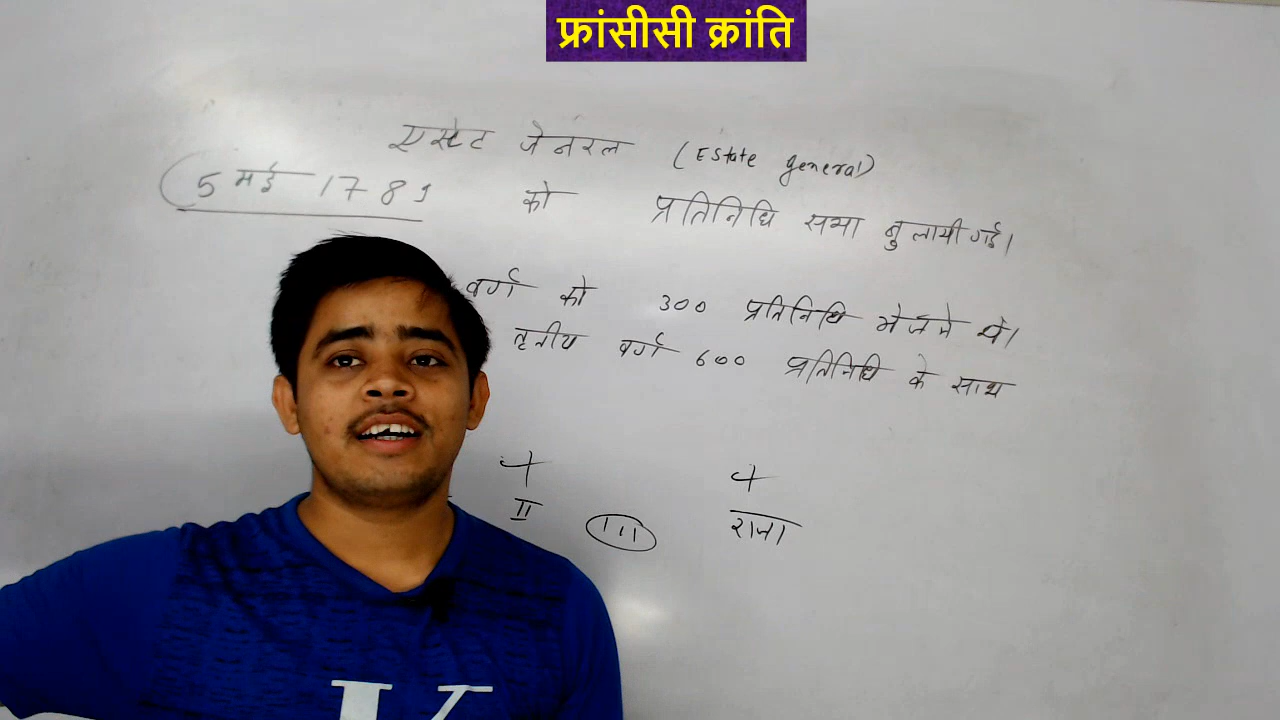 फ्रांसीसी क्रांति
एस्टेट जेनरल (Estate general)
5 मई 1789 को प्रतिनिधि सभा बुलायी गई।
वर्ग को 300 प्रतिनिधि भेजने थे।
तृतीय वर्ग 600 प्रतिनिधि के साथ
II III राजा